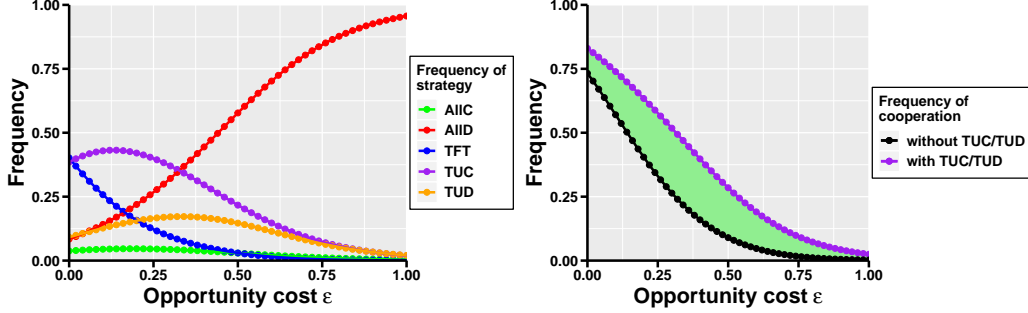 1.00
0.75
0.50
0.25
0.00
Frequency
0.00 0.25 0.50 0.75 1.00
Opportunity cost ε
Frequency of
strategy
AllC
AllD
TFT
TUC
TUD
1.00
0.75
0.50
0.25
0.00
Frequency
0.00 0.25 0.50 0.75 1.00
Opportunity cost ε
Frequency of
cooperation
without TUC/TUD
with TUC/TUD